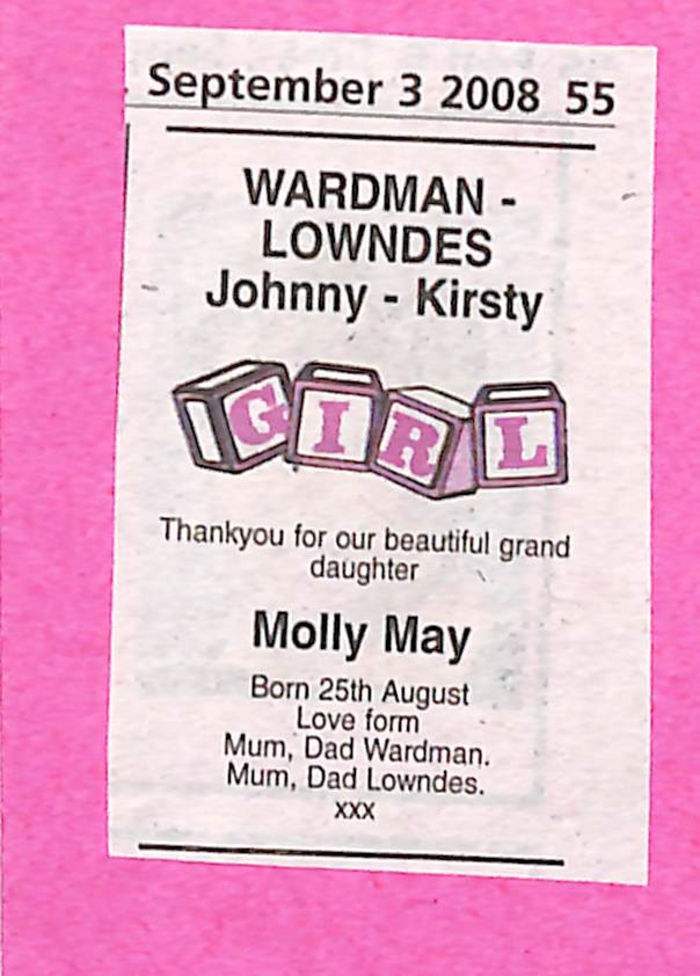 September 3 2008 55
WARDMAN -
LOWNDES
Johnny - Kirsty
GIRL
Thankyou for our beautiful grand
daughter
Molly May
Born 25th August
Love form
Mum, Dad Wardman.
Mum, Dad Lowndes.
xxx